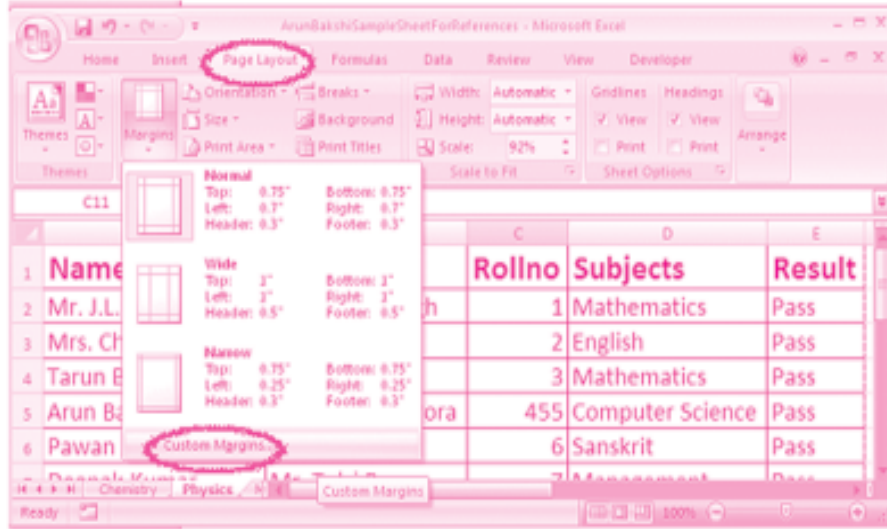 ArunBakshiSampleSheetForReferences - Microsoft Excel
Home Insert Page Layout Formulas Data Review View Developer
Themes
Margins
Orientation
Size
Print Area
Breaks
Background
Print Titles
Width: Automatic
Height: Automatic
Scale: 92%
Gridlines Headings
View View
Print Print
Arrange
Themes Scale to Fit Sheet Options
C11
Normal
Top: 0.75" Bottom: 0.75"
Left: 0.7" Right: 0.7"
Header: 0.3" Footer: 0.3"
Wide
Top: 1" Bottom: 1"
Left: 1" Right: 1"
Header: 0.5" Footer: 0.5"
Narrow
Top: 0.75" Bottom: 0.75"
Left: 0.25" Right: 0.25"
Header: 0.3" Footer: 0.3"
Custom Margins...
C D E
1 Name Rollno Subjects Result
2 Mr. J.L. h 1 Mathematics Pass
3 Mrs. Ch 2 English Pass
4 Tarun B 3 Mathematics Pass
5 Arun Ba ora 455 Computer Science Pass
6 Pawan 6 Sanskrit Pass
Deepak Kumar 7 Management Pass
Chemistry Physics
Custom Margins
Ready 100%